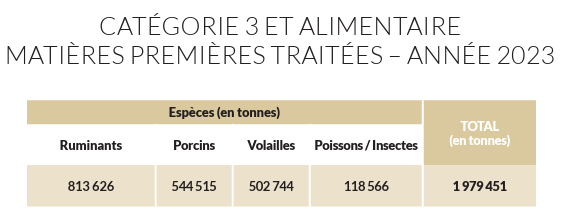 CATÉGORIE 3 ET ALIMENTAIRE
MATIÈRES PREMIÈRES TRAITÉES – ANNÉE 2023
Espèces (en tonnes)
TOTAL
(en tonnes)
Ruminants Porcins Volailles Poissons / Insectes
813 626 544 515 502 744 118 566 1 979 451